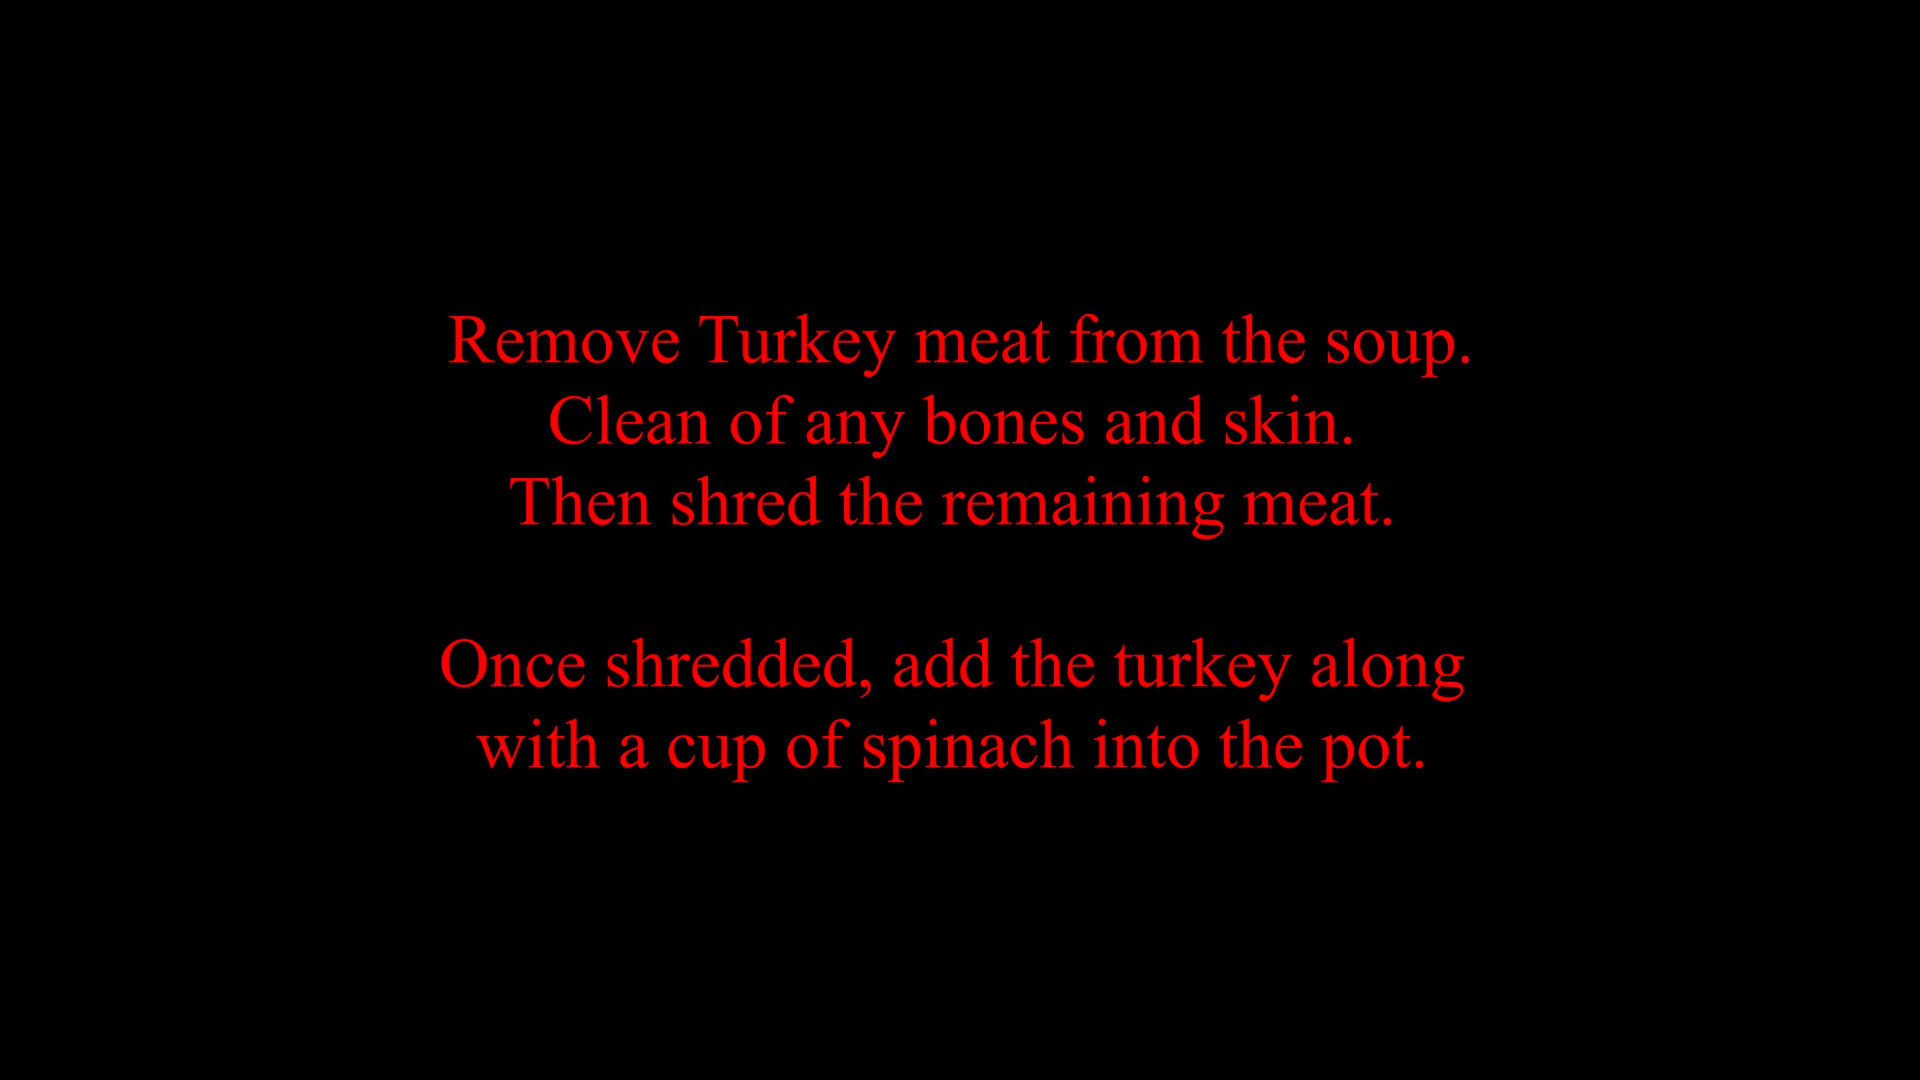 Remove Turkey meat from the soup.
Clean of any bones and skin.
Then shred the remaining meat.
Once shredded, add the turkey along
with a cup of spinach into the pot.